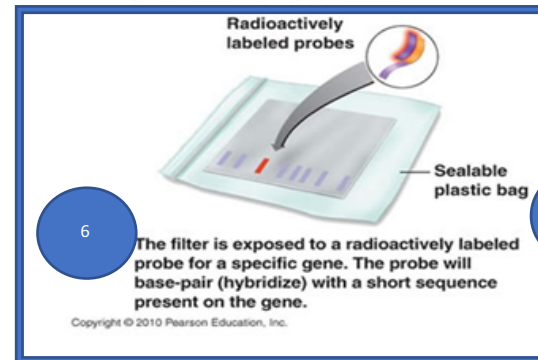 Radioactively
labeled probes
Sealable
plastic bag
6
The filter is exposed to a radioactively labeled
probe for a specific gene. The probe will
base-pair (hybridize) with a short sequence
present on the gene.
Copyright © 2010 Pearson Education, Inc.